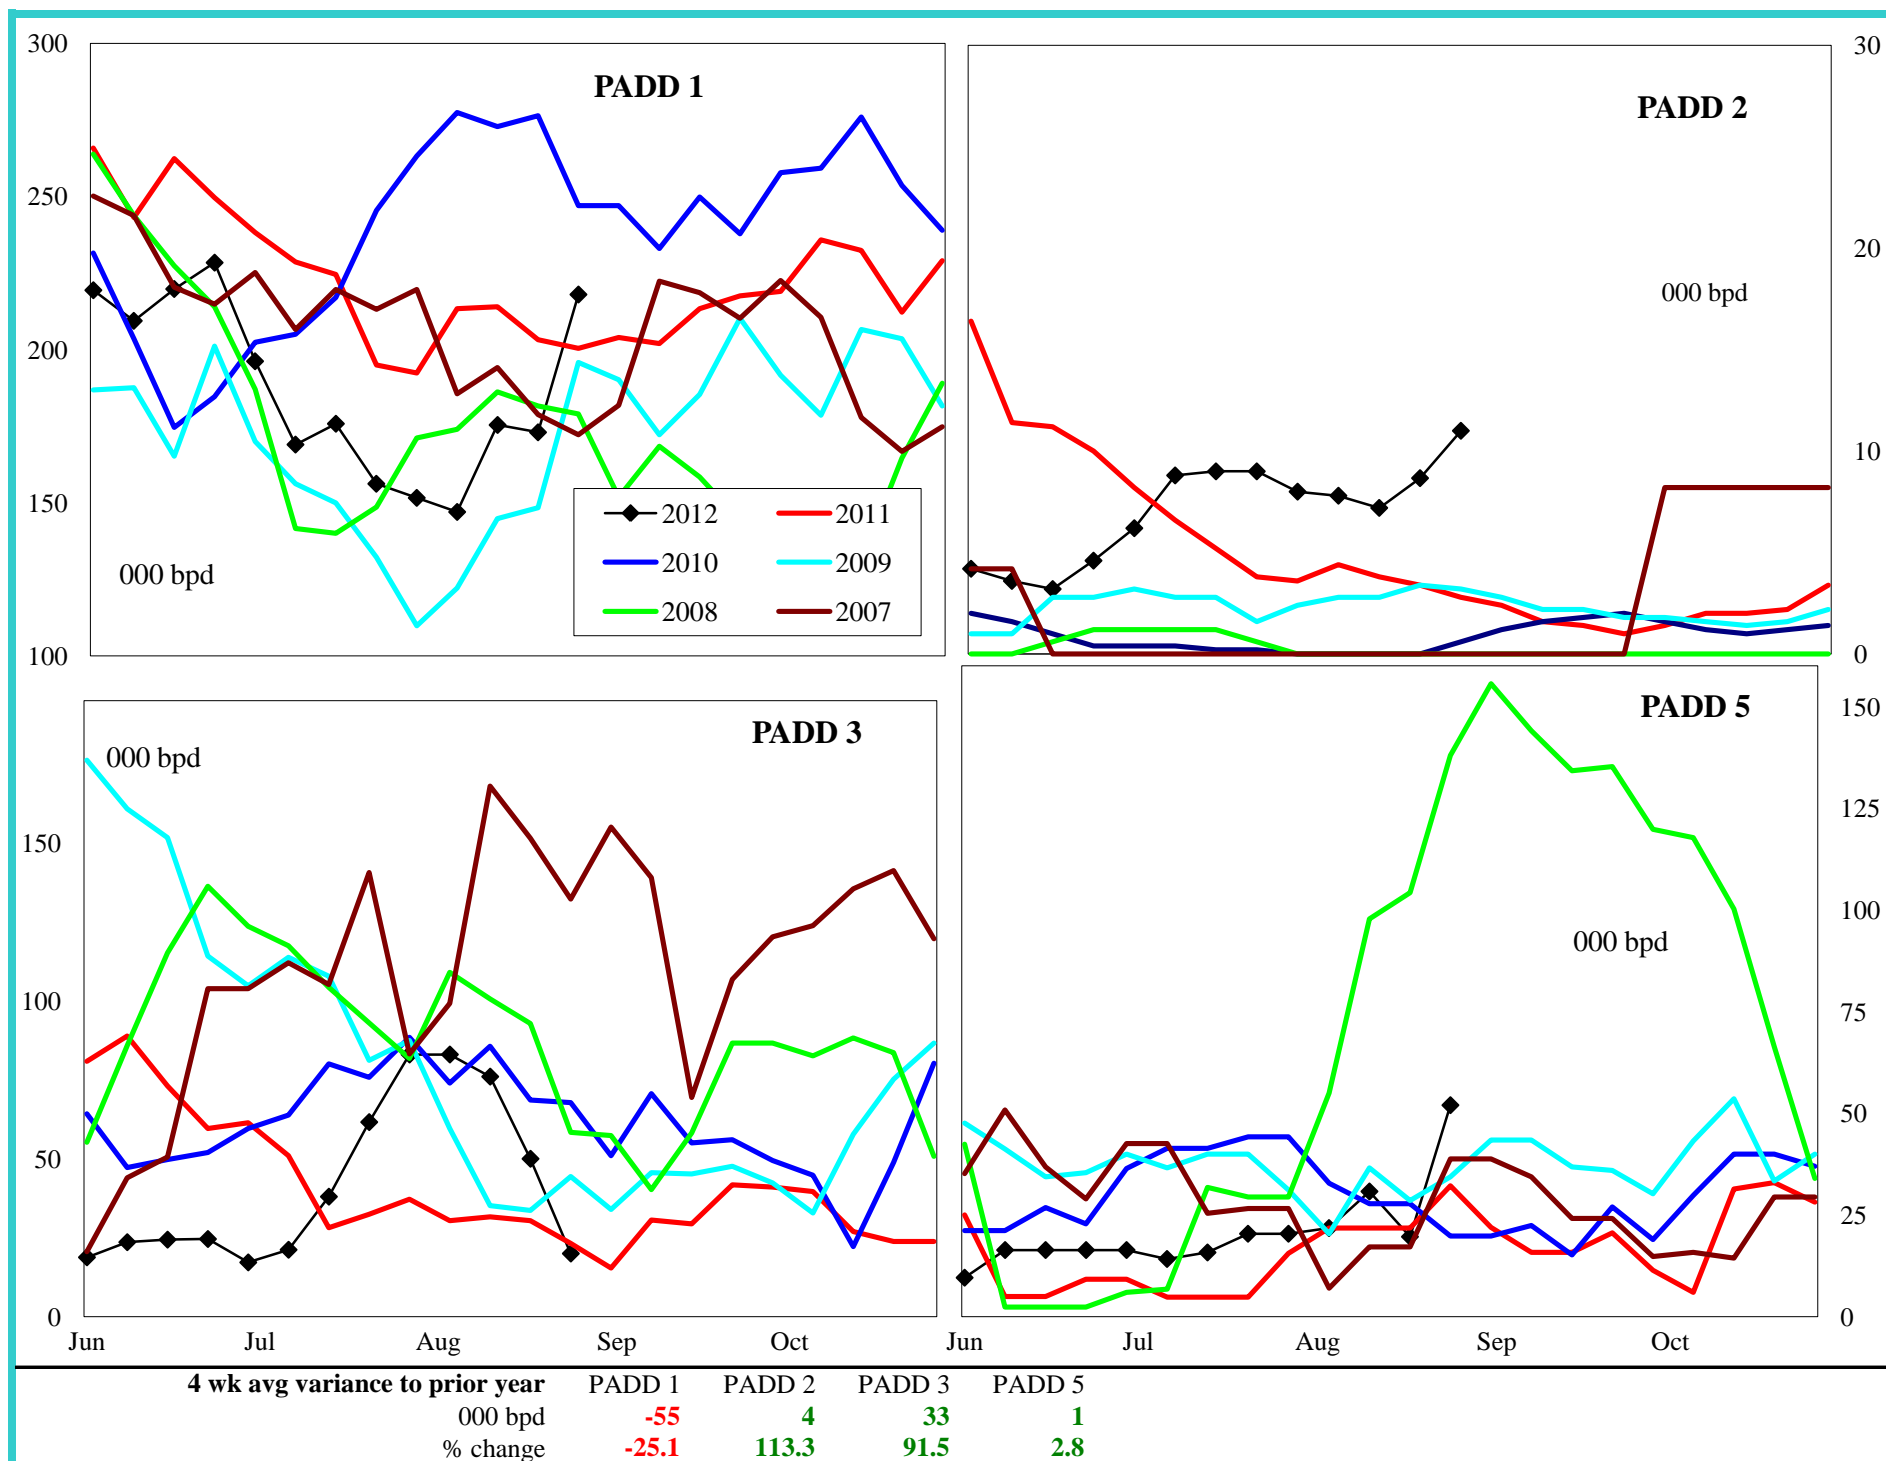 300
250
200
150
100
PADD 1
000 bpd
2012 2011
2010 2009
2008 2007
30
20
10
0
PADD 2
000 bpd
150
100
50
0
PADD 3
000 bpd
Jun Jul Aug Sep Oct
150
125
100
75
50
25
0
PADD 5
000 bpd
Jun Jul Aug Sep Oct
4 wk avg variance to prior year PADD 1 PADD 2 PADD 3 PADD 5
000 bpd -55 4 33 1
% change -25.1 113.3 91.5 2.8